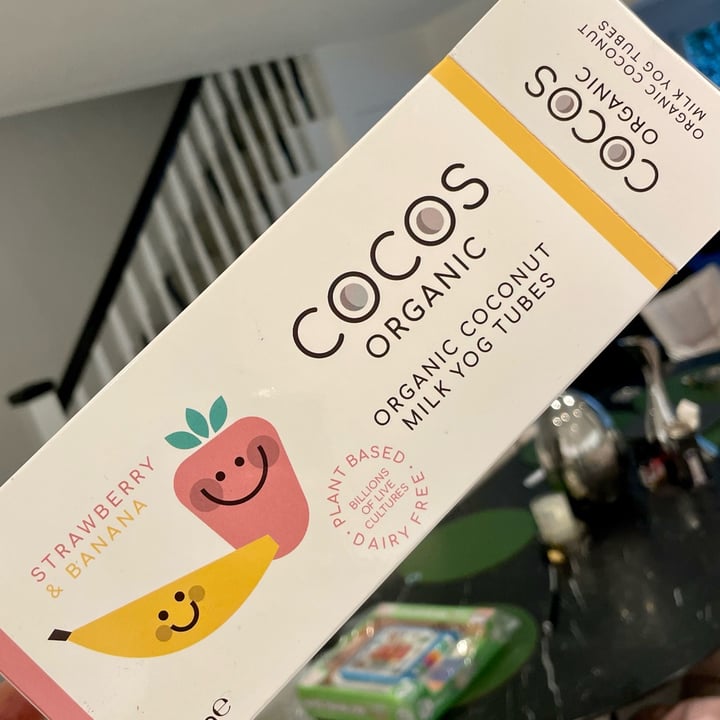 COCOS
ORGANIC
ORGANIC COCONUT
MILK YOG TUBES
STRAWBERRY
& BANANA
PLANT BASED
BILLIONS
OF LIVE
CULTURES
DAIRY FREE
COCOS
ORGANIC
ORGANIC COCONUT
MILK YOG TUBES